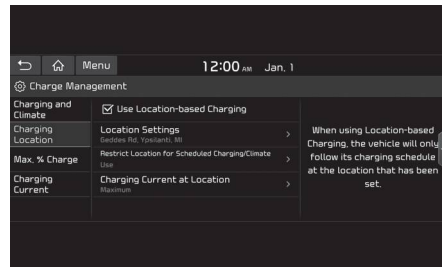 Menu 12:00 AM Jan. 1
Charge Management
Charging and
Climate
Use Location-based Charging
Charging
Location
Location Settings
Geddes Rd, Ypsilanti, MI
Max. % Charge
Restrict Location for Scheduled Charging/Climate
Use
Charging
Current
Charging Current at Location
Maximum
When using Location-based
Charging, the vehicle will only
follow its charging schedule
at the location that has been
set.